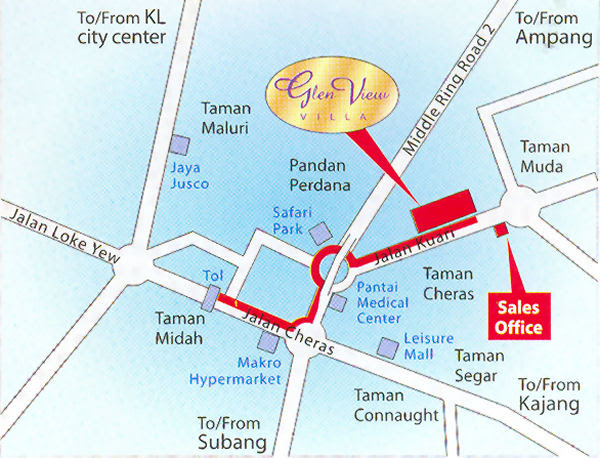 To/From KL
city center
To/From
Ampang
Middle Ring Road 2
Glen View
VILLA
Taman
Maluri
Jaya
Jusco
Pandan
Perdana
Taman
Muda
Safari
Park
Jalan Loke Yew
Jalan Kuari
Tol
Taman
Cheras
Pantai
Medical
Center
Sales
Office
Taman
Midah
Jalan Cheras
Makro
Hypermarket
Leisure
Mall
Taman
Segar
To/From
Kajang
Taman
Connaught
To/From
Subang